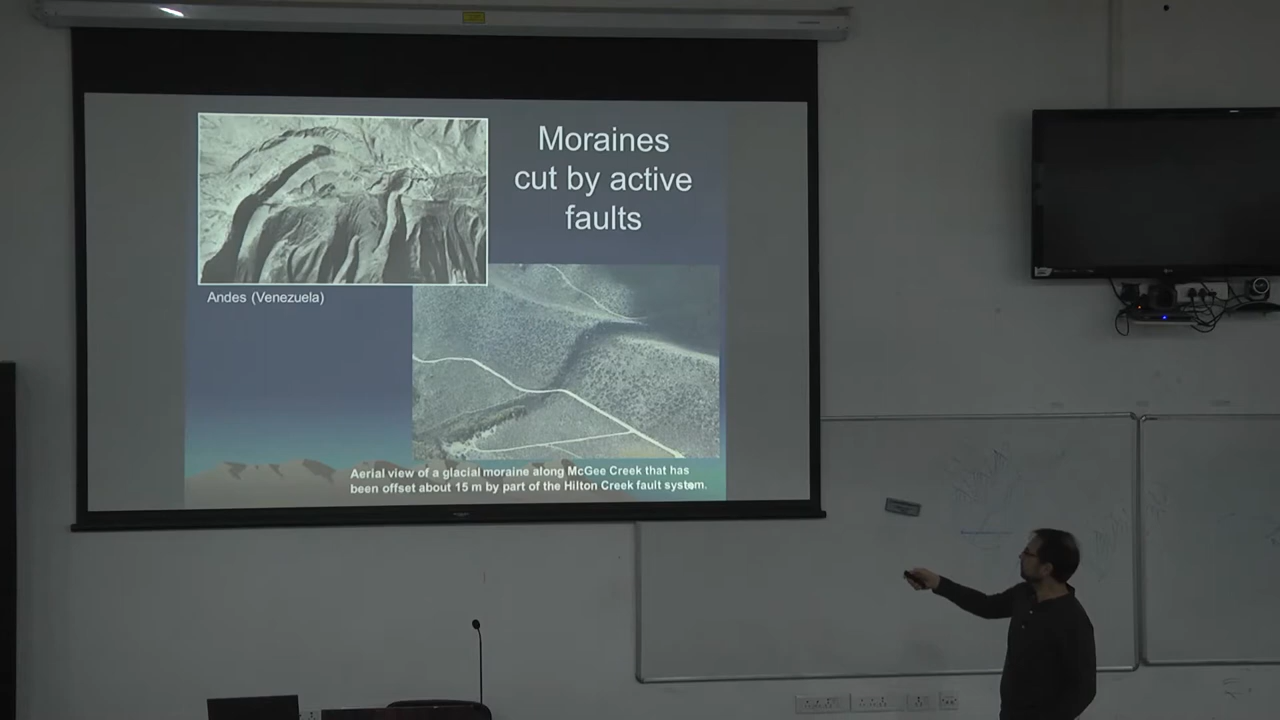 Moraines
cut by active
faults
Andes (Venezuela)
Aerial view of a glacial moraine along McGee Creek that has
been offset about 15 m by part of the Hilton Creek fault system.